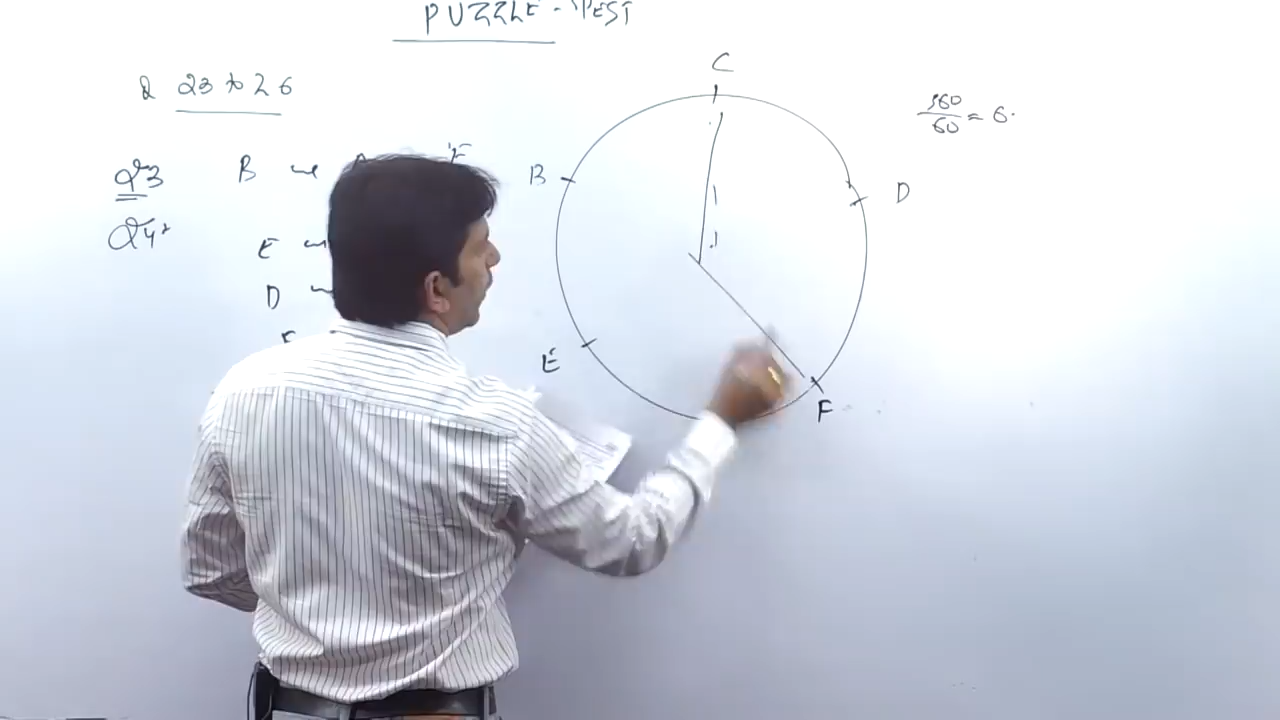 PUZZLE - TEST
Q 23 to 26
C
360/60 = 6.
Q3
B
F
B
D
Q4
E
D
E
F